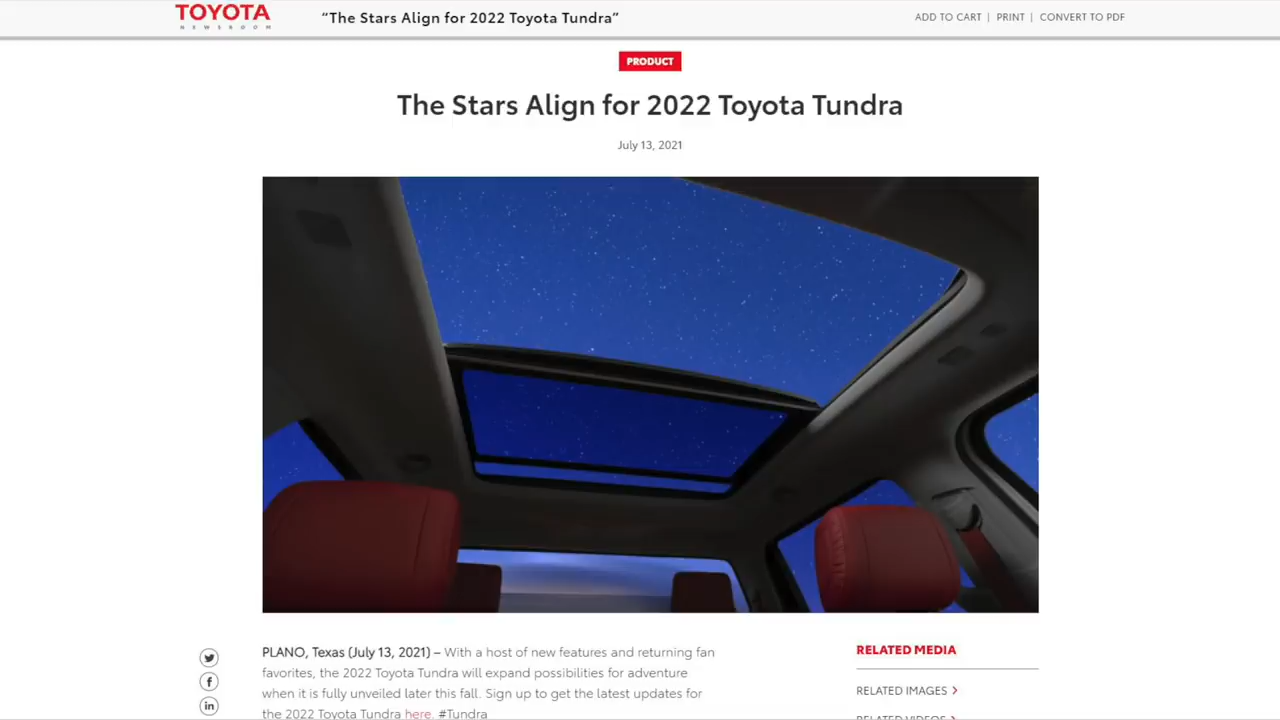 TOYOTA
NEWSROOM
“The Stars Align for 2022 Toyota Tundra”
ADD TO CART | PRINT | CONVERT TO PDF
PRODUCT
The Stars Align for 2022 Toyota Tundra
July 13, 2021
PLANO, Texas (July 13, 2021) – With a host of new features and returning fan
favorites, the 2022 Toyota Tundra will expand possibilities for adventure
when it is fully unveiled later this fall. Sign up to get the latest updates for
the 2022 Toyota Tundra here. #Tundra
RELATED MEDIA
RELATED IMAGES
RELATED VIDEOS